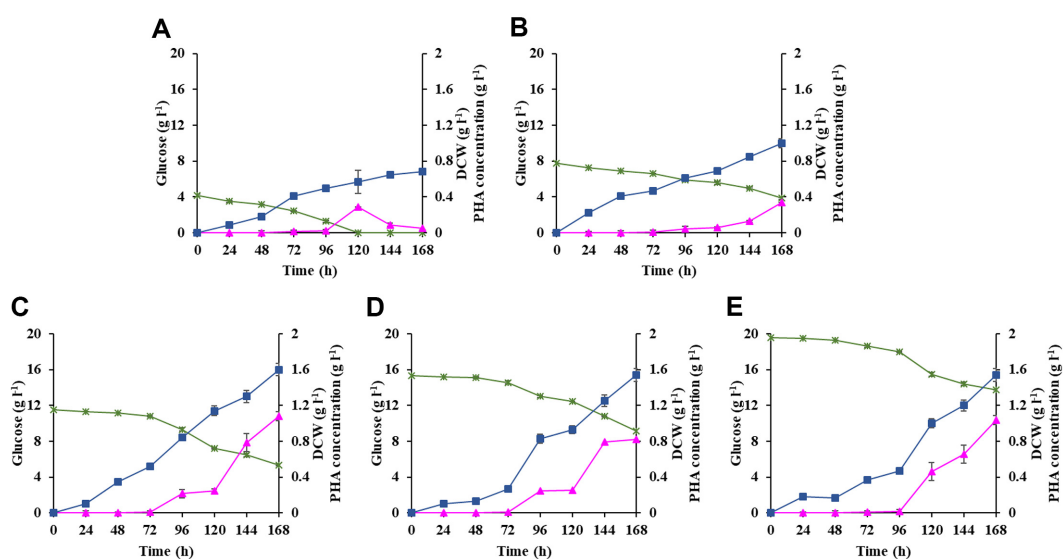 A
B
20
16
12
8
4
0
Glucose (g l-1)
2
1.6
1.2
0.8
0.4
0
DCW (g l-1)
PHA concentration (g l-1)
0 24 48 72 96 120 144 168
Time (h)
20
16
12
8
4
0
Glucose (g l-1)
2
1.6
1.2
0.8
0.4
0
DCW (g l-1)
PHA concentration (g l-1)
0 24 48 72 96 120 144 168
Time (h)
C
D
E
20
16
12
8
4
0
Glucose (g l-1)
2
1.6
1.2
0.8
0.4
0
DCW (g l-1)
PHA concentration (g l-1)
0 24 48 72 96 120 144 168
Time (h)
20
16
12
8
4
0
Glucose (g l-1)
2
1.6
1.2
0.8
0.4
0
DCW (g l-1)
PHA concentration (g l-1)
0 24 48 72 96 120 144 168
Time (h)
20
16
12
8
4
0
Glucose (g l-1)
2
1.6
1.2
0.8
0.4
0
DCW (g l-1)
PHA concentration (g l-1)
0 24 48 72 96 120 144 168
Time (h)